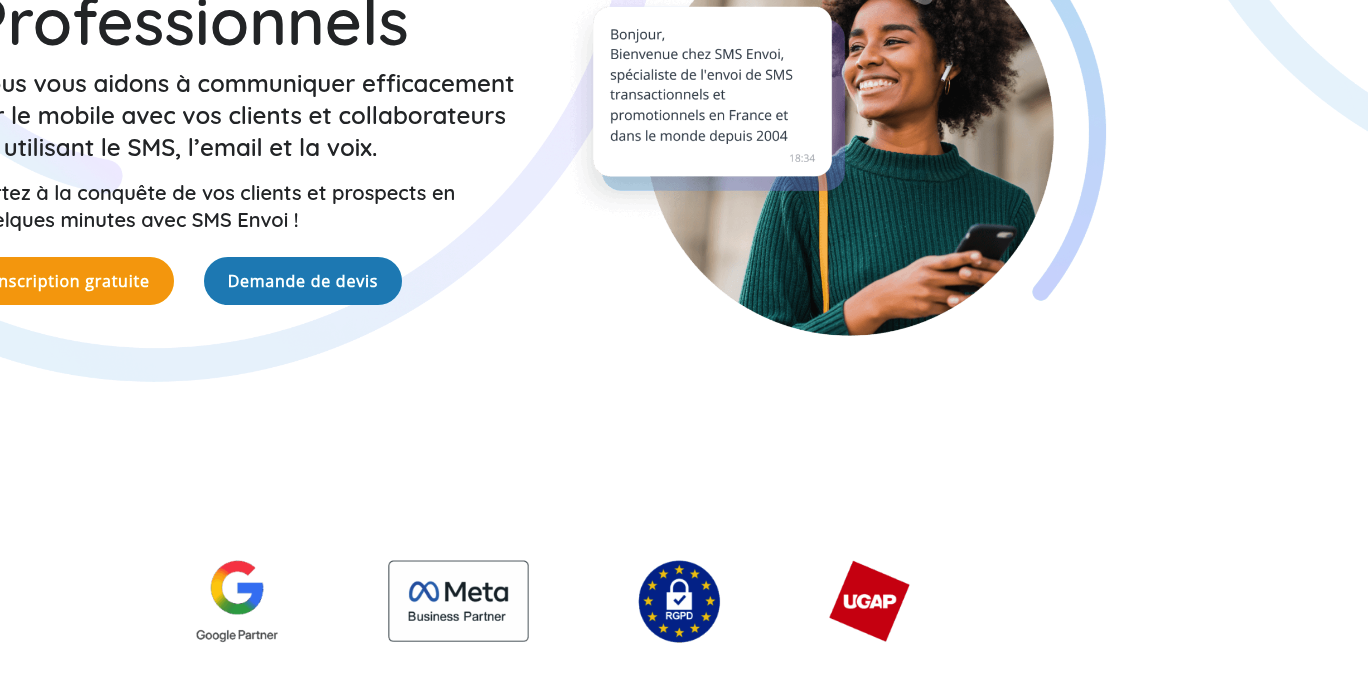 Professionnels
ous vous aidons à communiquer efficacement
r le mobile avec vos clients et collaborateurs
utilisant le SMS, l’email et la voix.
rtez à la conquête de vos clients et prospects en
elques minutes avec SMS Envoi !
nscription gratuite
Demande de devis
Bonjour,
Bienvenue chez SMS Envoi,
spécialiste de l'envoi de SMS
transactionnels et
promotionnels en France et
dans le monde depuis 2004
18:34
Google Partner
Meta
Business Partner
RGPD
UGAP